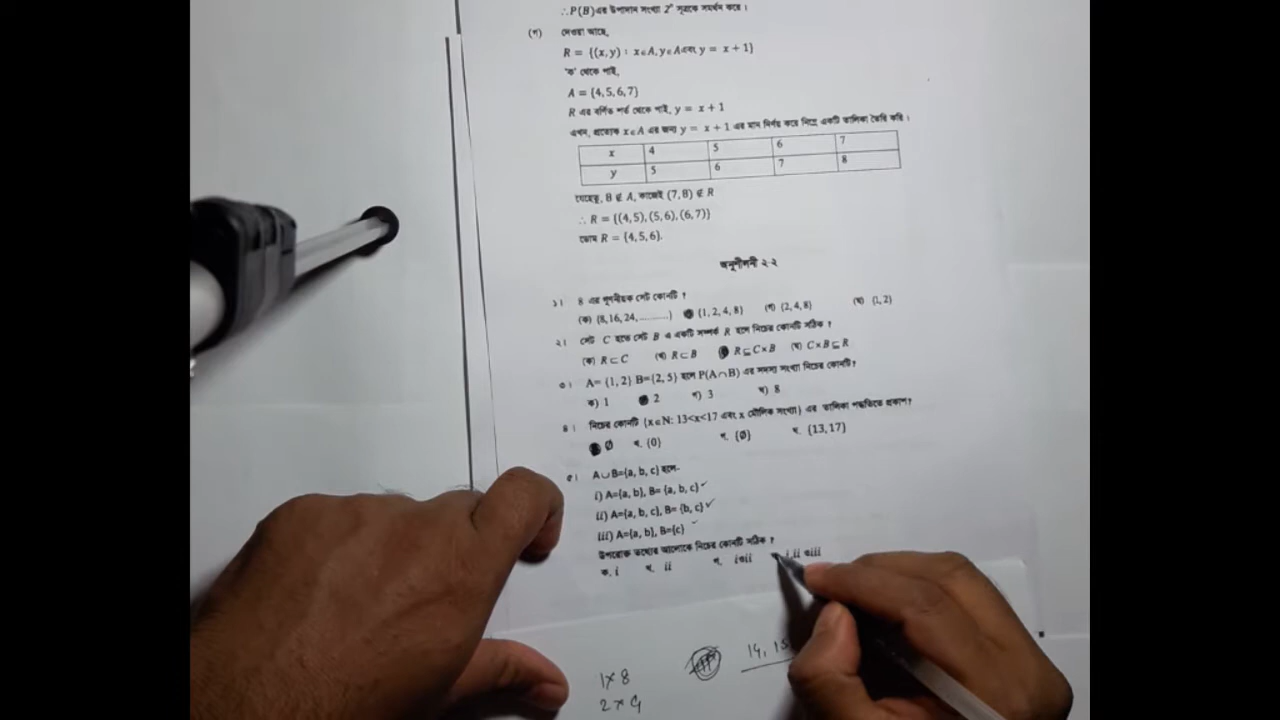 ∴ P(B) এর উপাদান সংখ্যা 2ⁿ সূত্রকে সমর্থন করে।
(গ) দেওয়া আছে,
R = {(x, y) : x∈A, y∈A এবং y = x + 1}
'ক' থেকে পাই,
A = {4, 5, 6, 7}
R এর বর্ণিত শর্ত থেকে পাই, y = x + 1
এখন, প্রত্যেক x∈A এর জন্য y = x + 1 এর মান নির্ণয় করে নিম্নে একটি তালিকা তৈরি করি।
x 4 5 6 7
y 5 6 7 8
যেহেতু, 8 ∉ A, কাজেই (7, 8) ∉ R
∴ R = {(4, 5), (5, 6), (6, 7)}
ডোম R = {4, 5, 6}.
অনুশীলনী ২.২
১। 8 এর গুণনীয়ক সেট কোনটি ?
(ক) {8, 16, 24, ..........} {1, 2, 4, 8} (গ) {2, 4, 8} (ঘ) {1, 2}
২। সেট C হতে সেট B এ একটি সম্পর্ক R হলে নিচের কোনটি সঠিক ?
(ক) R ⊂ C (খ) R ⊂ B R ⊆ C×B (ঘ) C×B ⊆ R
৩। A= {1, 2} B={2, 5} হলে P(A∩B) এর সদস্য সংখ্যা নিচের কোনটি?
ক) 1 2 গ) 3 ঘ) 8
৪। নিচের কোনটি {x∈N: 13<x<17 এবং x মৌলিক সংখ্যা} এর তালিকা পদ্ধতিতে প্রকাশ?
∅ খ. {0} গ. {∅} ঘ. {13, 17}
৫। A∪B={a, b, c} হলে-
i) A={a, b}, B= {a, b, c} ✓
ii) A={a, b, c}, B= {b, c} ✓
iii) A={a, b}, B={c}
উপরোক্ত তথ্যের আলোকে নিচের কোনটি সঠিক ?
ক. i খ. ii গ. i ও ii i, ii ও iii
14, 15
1×8
2×4